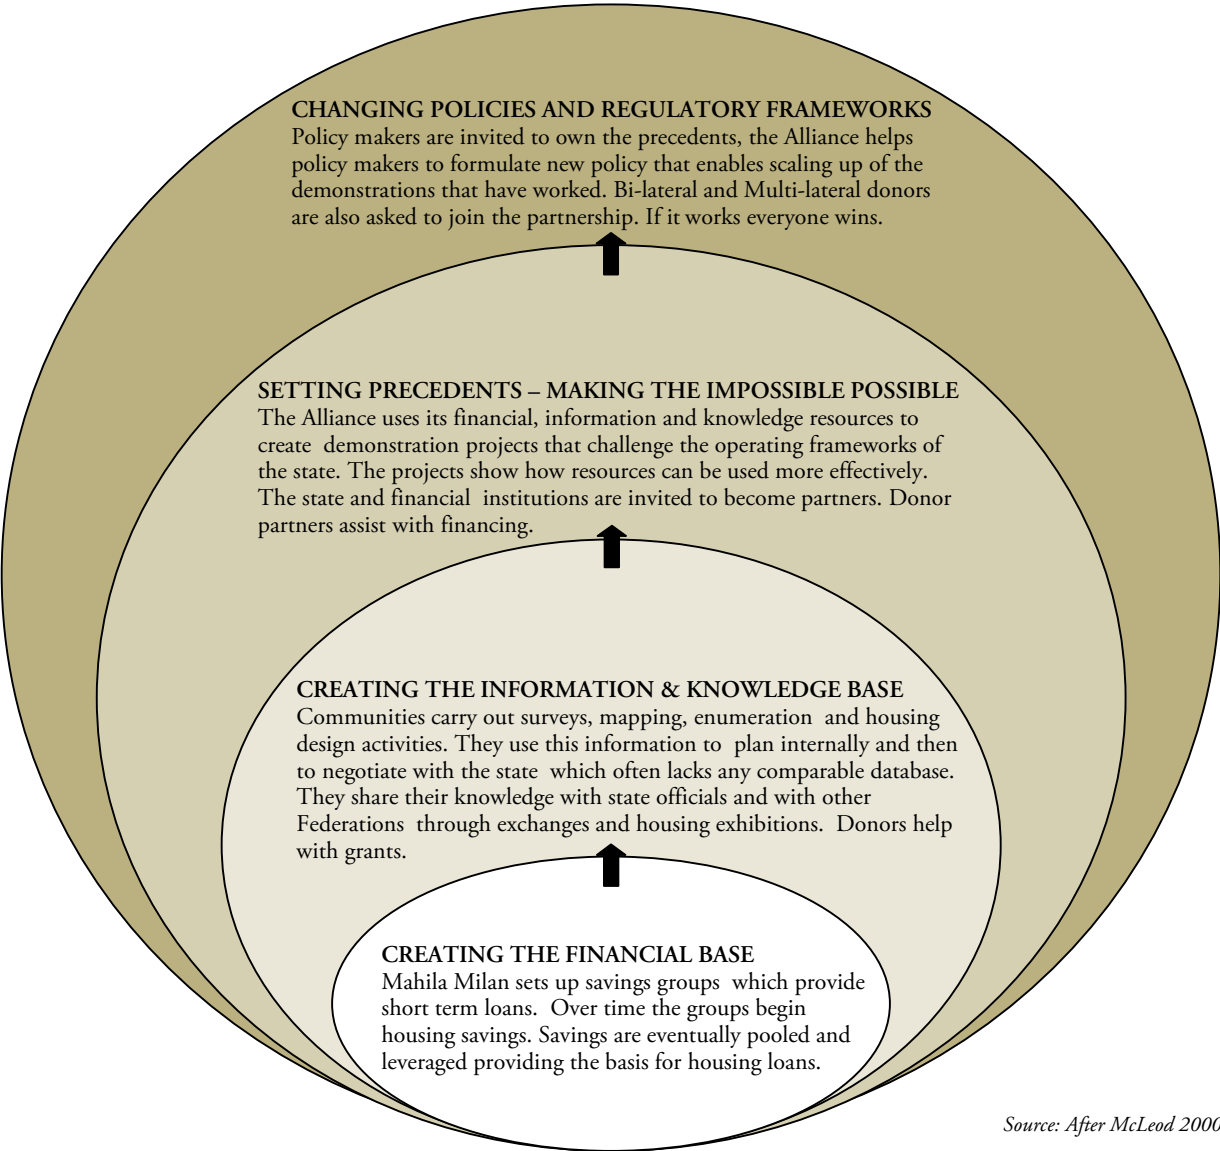 CHANGING POLICIES AND REGULATORY FRAMEWORKS
Policy makers are invited to own the precedents, the Alliance helps
policy makers to formulate new policy that enables scaling up of the
demonstrations that have worked. Bi-lateral and Multi-lateral donors
are also asked to join the partnership. If it works everyone wins.
SETTING PRECEDENTS – MAKING THE IMPOSSIBLE POSSIBLE
The Alliance uses its financial, information and knowledge resources to
create demonstration projects that challenge the operating frameworks of
the state. The projects show how resources can be used more effectively.
The state and financial institutions are invited to become partners. Donor
partners assist with financing.
CREATING THE INFORMATION & KNOWLEDGE BASE
Communities carry out surveys, mapping, enumeration and housing
design activities. They use this information to plan internally and then
to negotiate with the state which often lacks any comparable database.
They share their knowledge with state officials and with other
Federations through exchanges and housing exhibitions. Donors help
with grants.
CREATING THE FINANCIAL BASE
Mahila Milan sets up savings groups which provide
short term loans. Over time the groups begin
housing savings. Savings are eventually pooled and
leveraged providing the basis for housing loans.
Source: After McLeod 2000